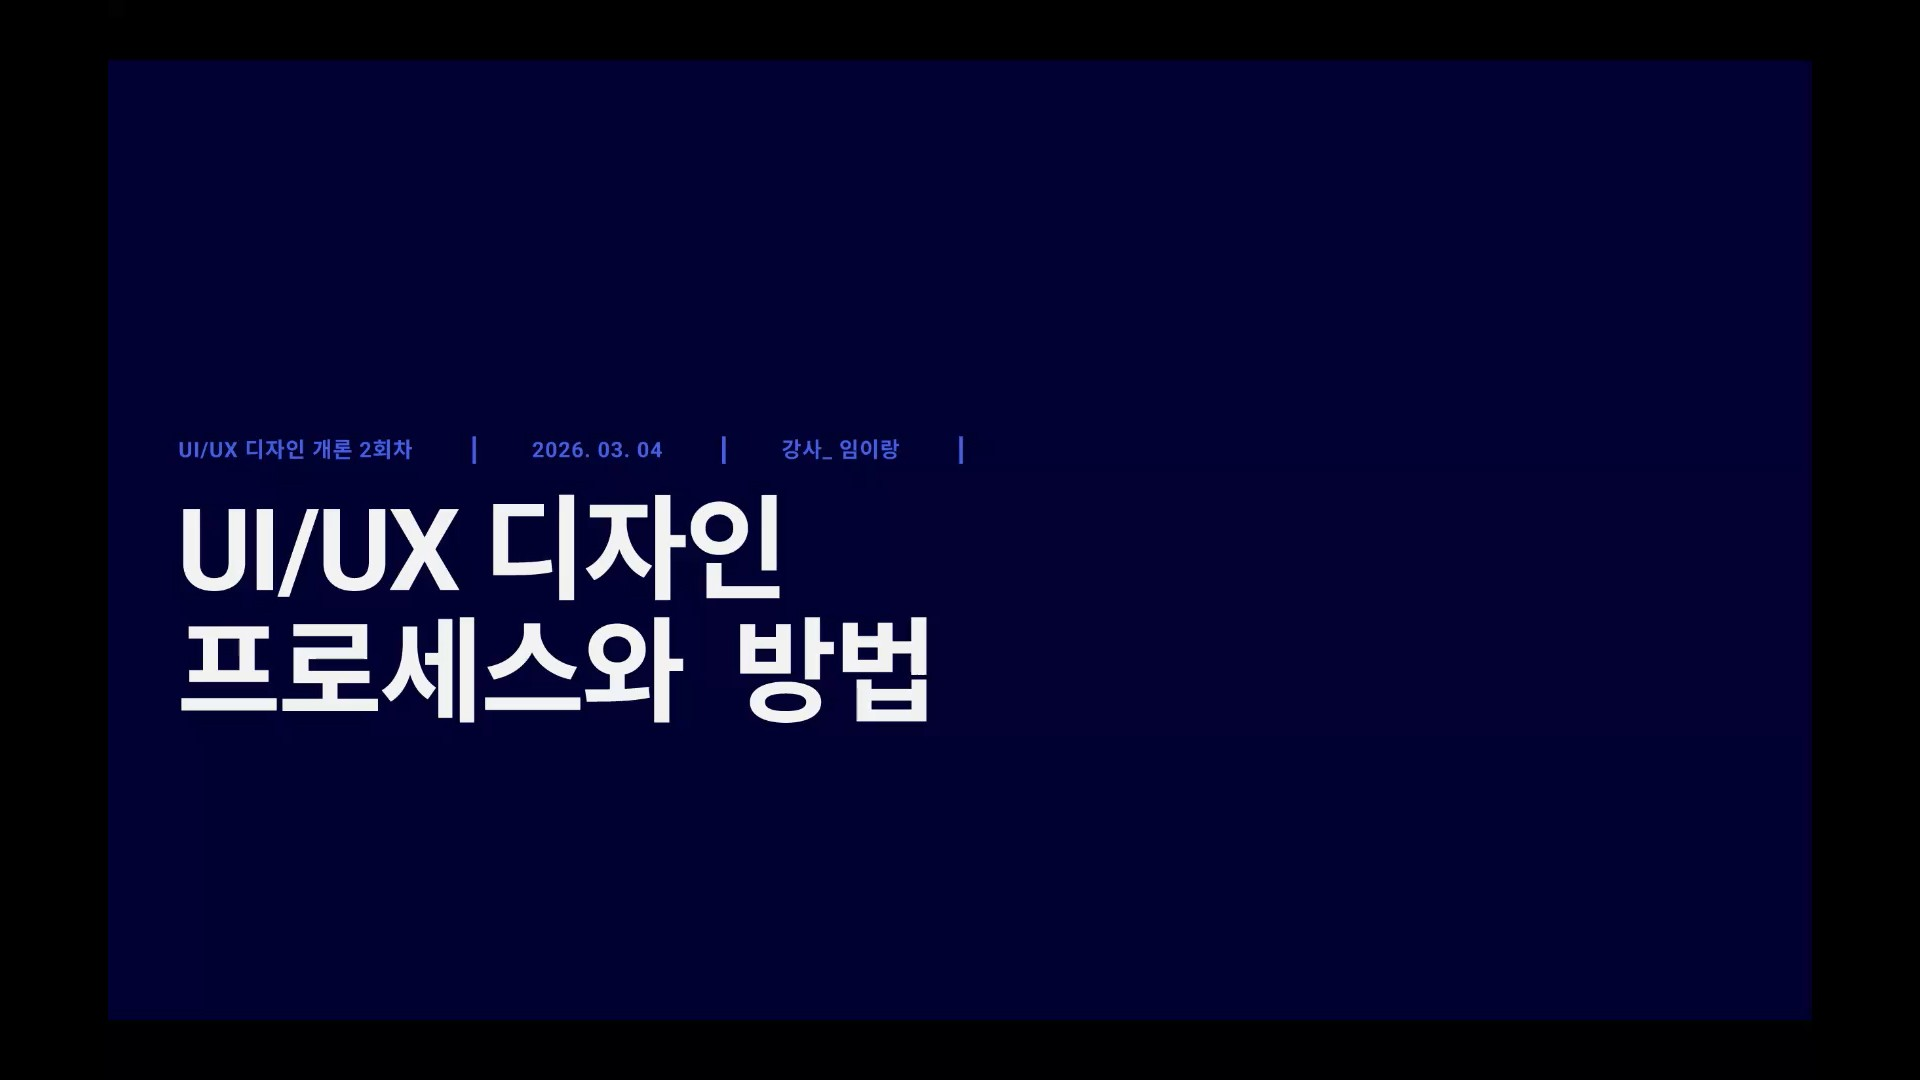 UI/UX 디자인 개론 2회차 | 2026. 03. 04 | 강사_ 임이랑 |
UI/UX 디자인
프로세스와 방법